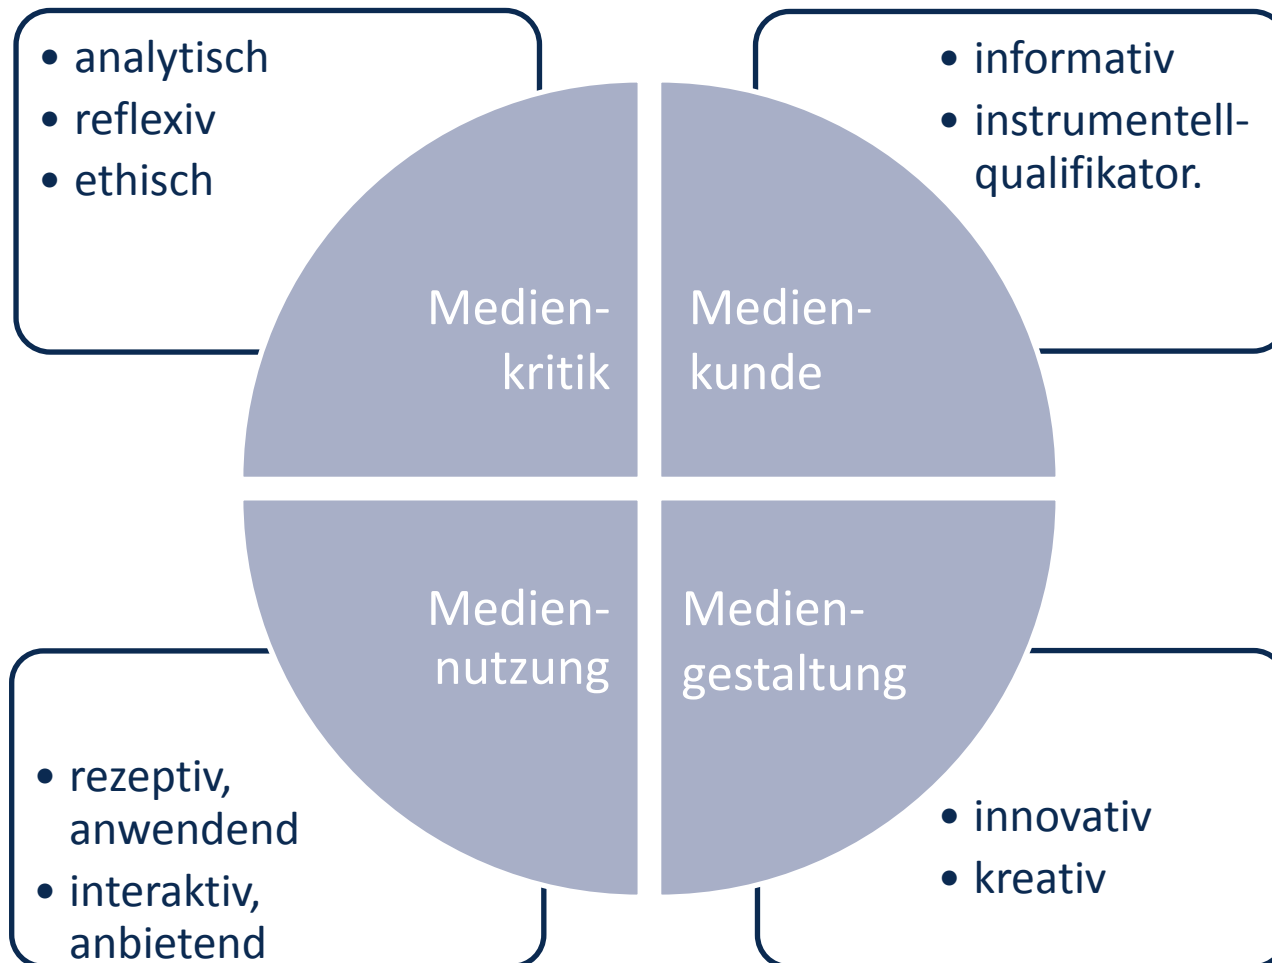 • analytisch
• reflexiv
• ethisch
• informativ
• instrumentell-
qualifikator.
Medien-
kritik
Medien-
kunde
Medien-
nutzung
Medien-
gestaltung
• rezeptiv,
anwendend
• interaktiv,
anbietend
• innovativ
• kreativ